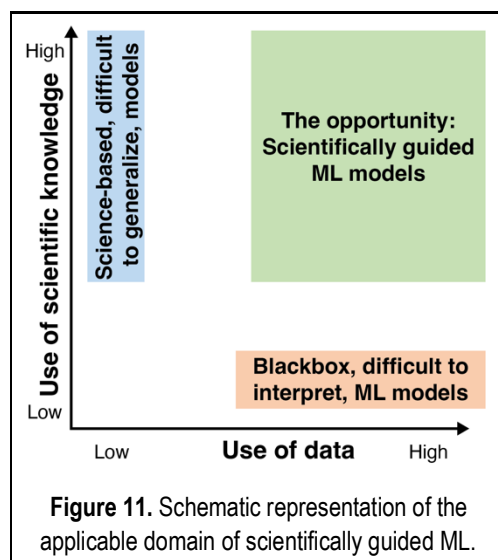 High
Use of scientific knowledge
Low
Science-based, difficult
to generalize, models
The opportunity:
Scientifically guided
ML models
Blackbox, difficult to
interpret, ML models
Low
Use of data
High
Figure 11. Schematic representation of the
applicable domain of scientifically guided ML.